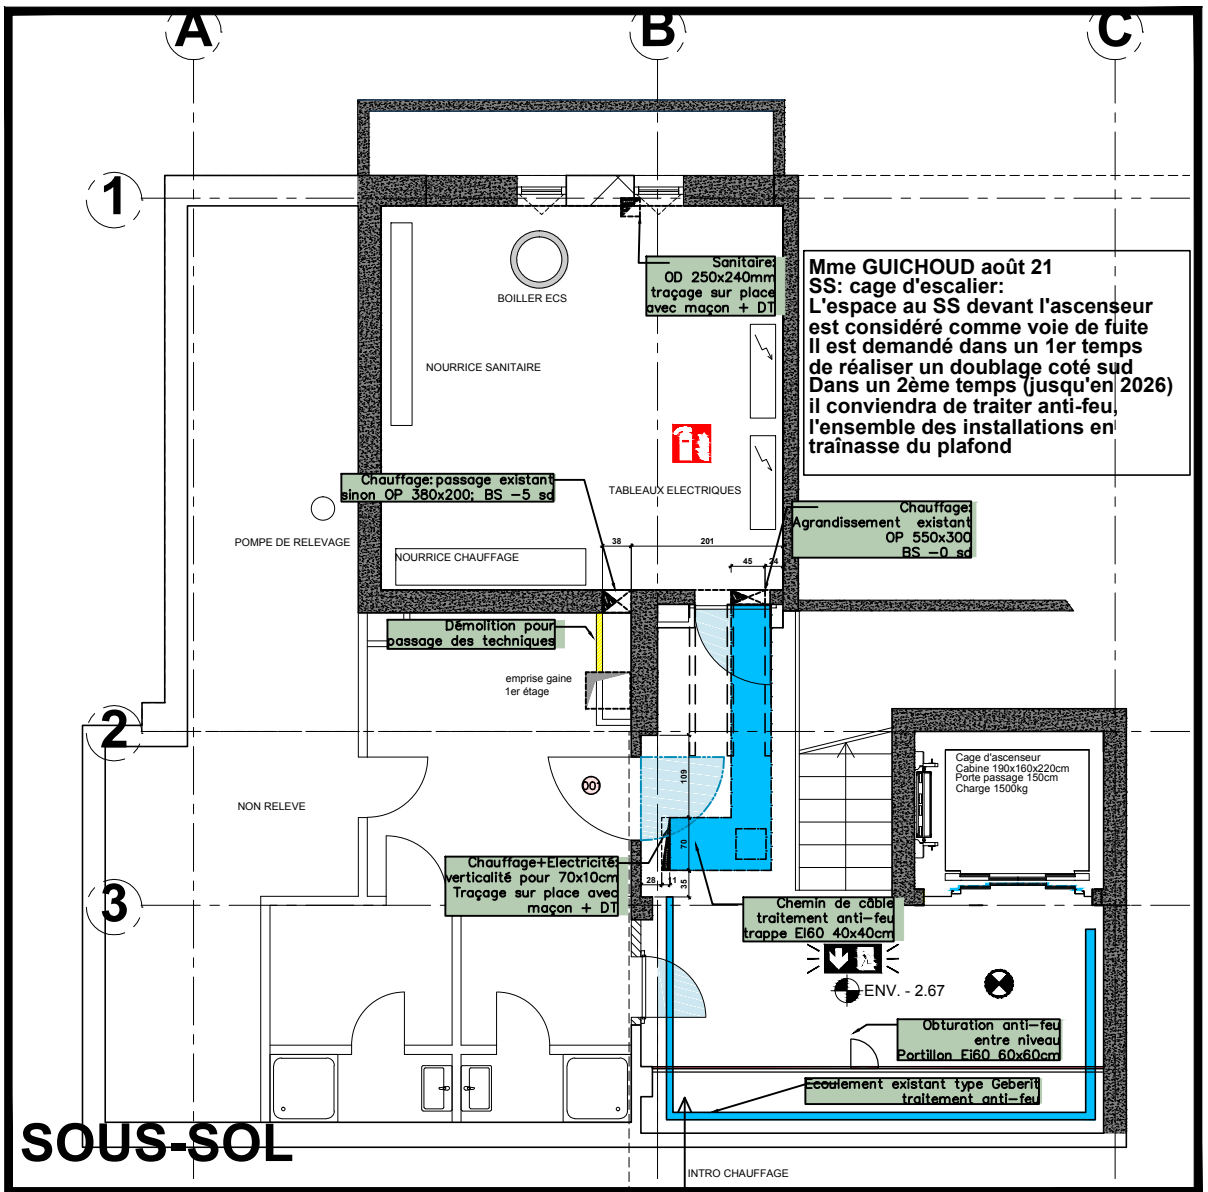 A
B
C
1
Mme GUICHOUD août 21
SS: cage d'escalier:
L'espace au SS devant l'ascenseur
est considéré comme voie de fuite
Il est demandé dans un 1er temps
de réaliser un doublage coté sud
Dans un 2ème temps (jusqu'en 2026)
il conviendra de traiter anti-feu,
l'ensemble des installations en
traînasse du plafond
Sanitaire:
OD 250x240mm
traçage sur place
avec maçon + DT
BOILLER ECS
NOURRICE SANITAIRE
Chauffage: passage existant
sinon OP 380x200; BS -5 sd
TABLEAUX ELECTRIQUES
Chauffage:
Agrandissement existant
OP 550x300
BS -0 sd
POMPE DE RELEVAGE
NOURRICE CHAUFFAGE
38
201
45
24
Démolition pour
passage des techniques
emprise gaine
1er étage
2
Cage d'ascenseur
Cabine 190x160x220cm
Porte passage 150cm
Charge 1500kg
109
001
NON RELEVE
70
Chauffage+Electricité:
verticalité pour 70x10cm
Traçage sur place avec
maçon + DT
28
11
35
3
Chemin de câble
traitement anti-feu
trappe EI60 40x40cm
ENV. - 2.67
Obturation anti-feu
entre niveau
Portillon Ei60 60x60cm
Ecoulement existant type Geberit
traitement anti-feu
SOUS-SOL
INTRO CHAUFFAGE